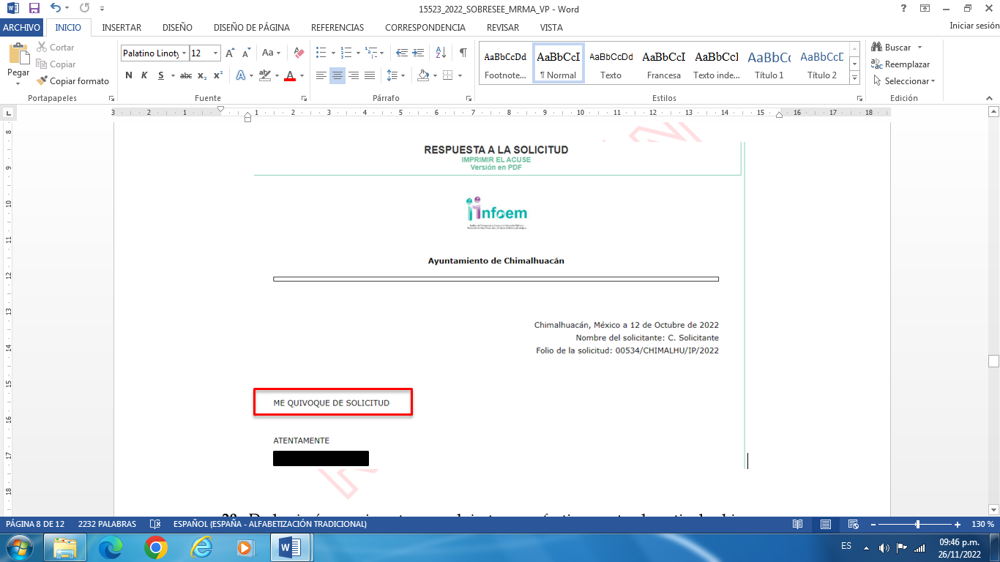 15523_2022_SOBRESEE_MRMA_VP - Word
ARCHIVO INICIO INSERTAR DISEÑO DISEÑO DE PÁGINA REFERENCIAS CORRESPONDENCIA REVISAR VISTA Iniciar sesión
Pegar
Cortar
Copiar
Copiar formato
Portapapeles
Palatino Linoty 12
N K S abc x₂ x²
Fuente
Párrafo
AaBbCcDd AaBbCcI AaBbCcDd AaBbCcI AaBbCcI AaBbCc AaBbCcE
Footnote... ¶ Normal Texto Francesa Texto inde... Título 1 Título 2
Estilos
Buscar
Reemplazar
Seleccionar
Edición
3 2 1 1 2 3 4 5 6 7 8 9 10 11 12 13 14 15 16 17 18
8
9
10
11
12
13
14
15
16
17
18
RESPUESTA A LA SOLICITUD
IMPRIMIR EL ACUSE
Versión en PDF
infoem
Ayuntamiento de Chimalhuacán
Chimalhuacán, México a 12 de Octubre de 2022
Nombre del solicitante: C. Solicitante
Folio de la solicitud: 00534/CHIMALHU/IP/2022
ME QUIVOQUE DE SOLICITUD
ATENTAMENTE
PÁGINA 8 DE 12 2232 PALABRAS ESPAÑOL (ESPAÑA - ALFABETIZACIÓN TRADICIONAL) 130 %
ES 09:46 p.m.
26/11/2022